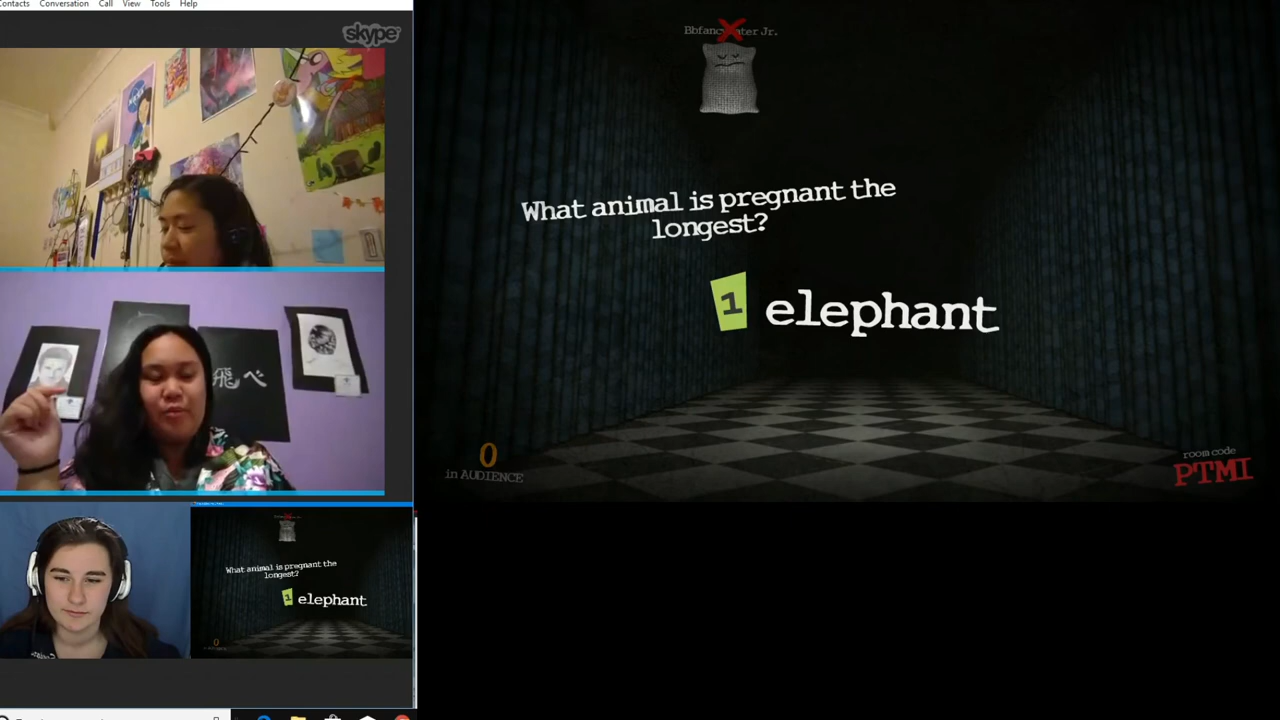 Contacts Conversation Call View Tools Help
skype
飛べ
What animal is pregnant the
longest?
1 elephant
0
in AUDIENCE
room code
PTMI
What animal is pregnant the
longest?
1 elephant
0